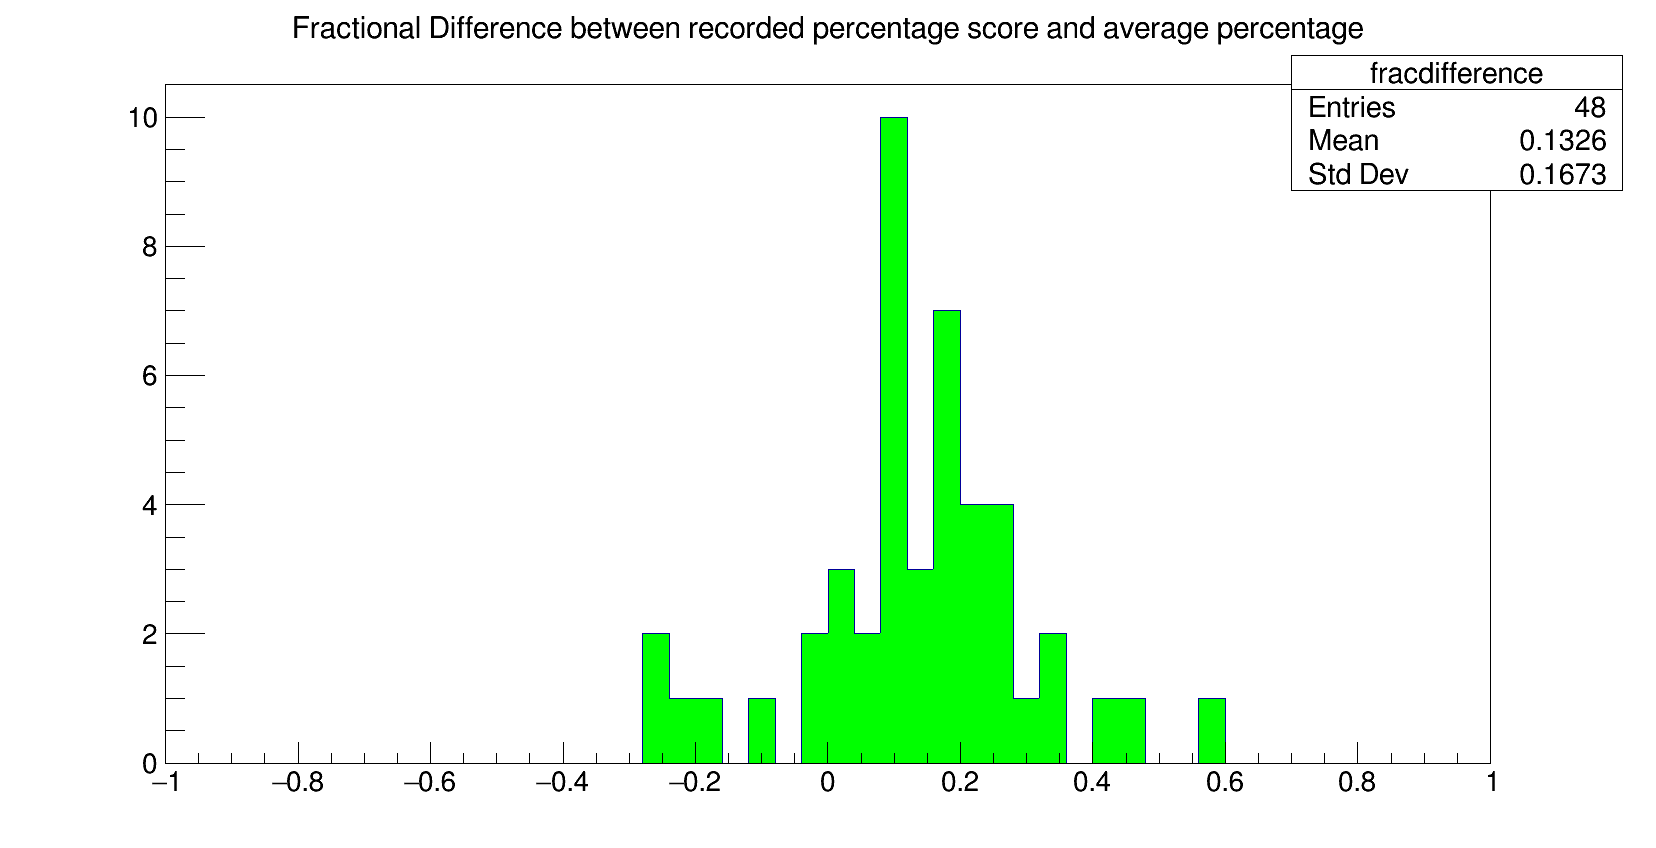 Fractional Difference between recorded percentage score and average percentage
fracdifference
Entries 48
Mean 0.1326
Std Dev 0.1673
10
8
6
4
2
0
−1 −0.8 −0.6 −0.4 −0.2 0 0.2 0.4 0.6 0.8 1